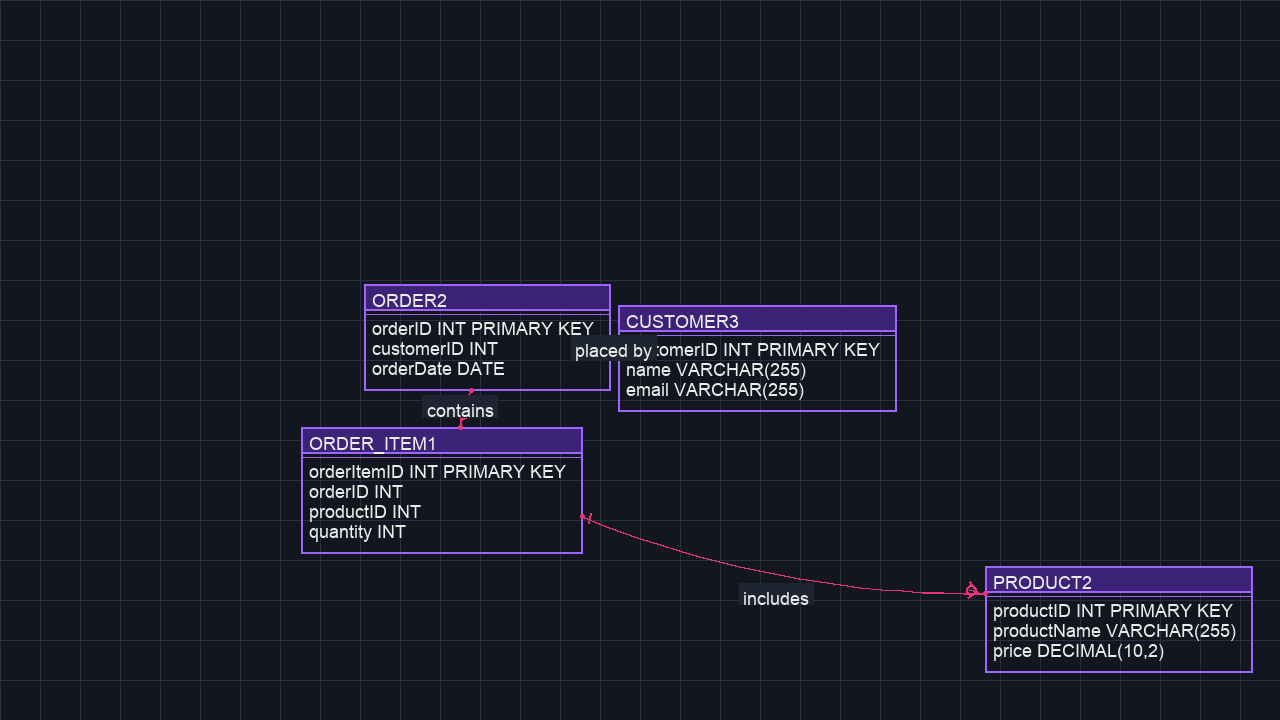 ORDER2
orderID INT PRIMARY KEY
customerID INT
orderDate DATE
CUSTOMER3
placed by
INT PRIMARY KEY
name VARCHAR(255)
email VARCHAR(255)
contains
ORDER_ITEM1
orderItemID INT PRIMARY KEY
orderID INT
productID INT
quantity INT
includes
PRODUCT2
productID INT PRIMARY KEY
productName VARCHAR(255)
price DECIMAL(10,2)